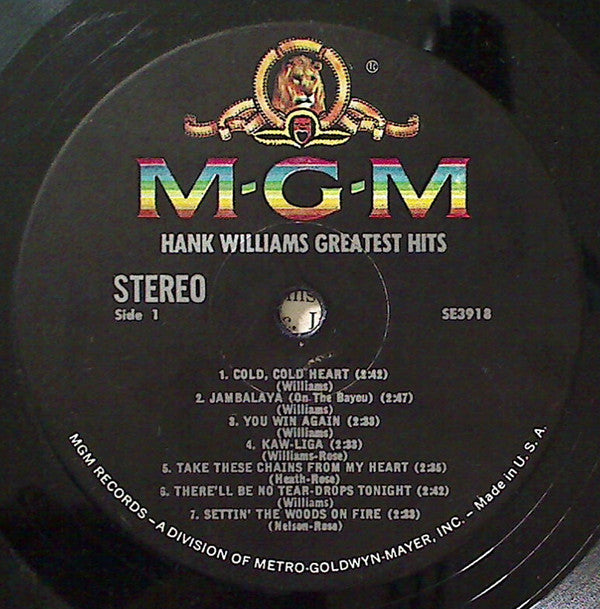 ®
M-G-M
HANK WILLIAMS GREATEST HITS
STEREO
Side 1
SE3918
1. COLD, COLD HEART (2:42)
(Williams)
2. JAMBALAYA (On The Bayou) (2:47)
(Williams)
3. YOU WIN AGAIN (2:33)
(Williams)
4. KAW-LIGA (2:33)
(Williams-Rose)
5. TAKE THESE CHAINS FROM MY HEART (2:35)
(Heath-Rose)
6. THERE'LL BE NO TEAR-DROPS TONIGHT (2:42)
(Williams)
7. SETTIN' THE WOODS ON FIRE (2:33)
(Nelson-Rose)
MGM RECORDS – A DIVISION OF METRO-GOLDWYN-MAYER, INC. – Made in U. S. A.